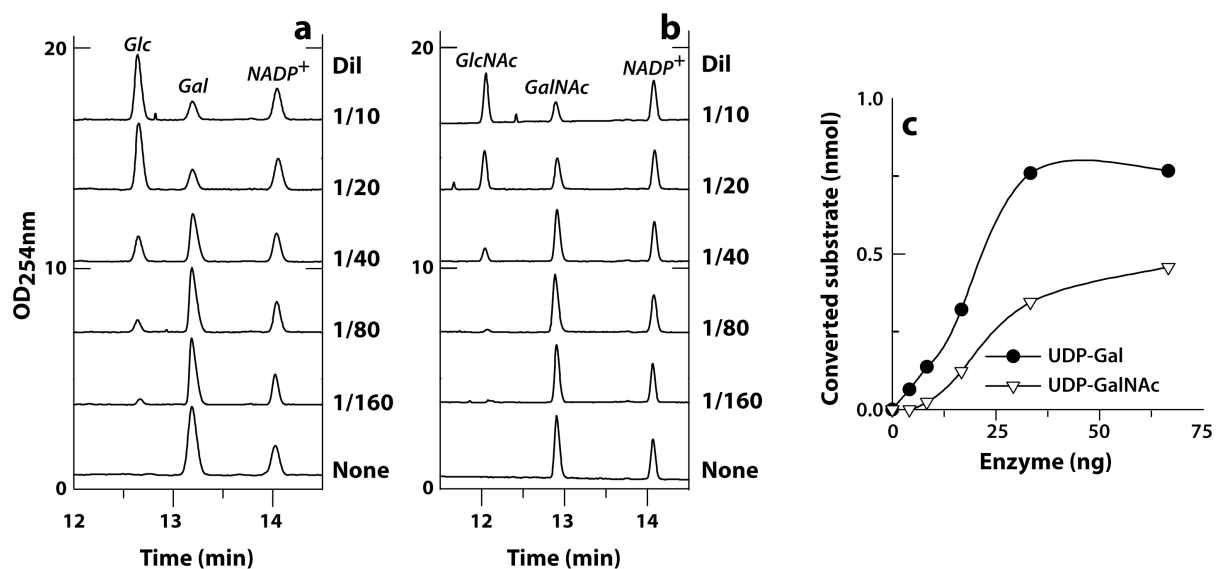 a
20
Glc
Gal
NADP+
Dil
1/10
1/20
1/40
10
1/80
1/160
None
0
OD254nm
12 13 14
Time (min)
b
20
GlcNAc
GalNAc
NADP+
Dil
1/10
1/20
1/40
10
1/80
1/160
None
0
12 13 14
Time (min)
c
1.0
0.5
0.0
Converted substrate (nmol)
UDP-Gal
UDP-GalNAc
0 25 50 75
Enzyme (ng)